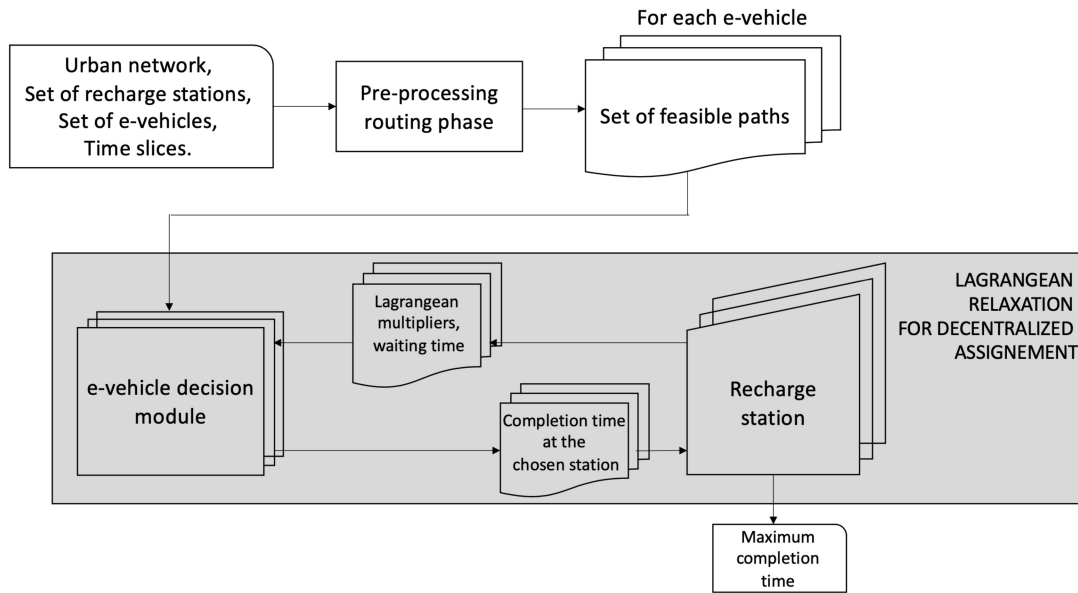 For each e-vehicle
Urban network,
Set of recharge stations,
Set of e-vehicles,
Time slices.
Pre-processing
routing phase
Set of feasible paths
LAGRANGEAN
RELAXATION
FOR DECENTRALIZED
ASSIGNEMENT
Lagrangean
multipliers,
waiting time
e-vehicle decision
module
Completion time
at the
chosen station
Recharge
station
Maximum
completion
time